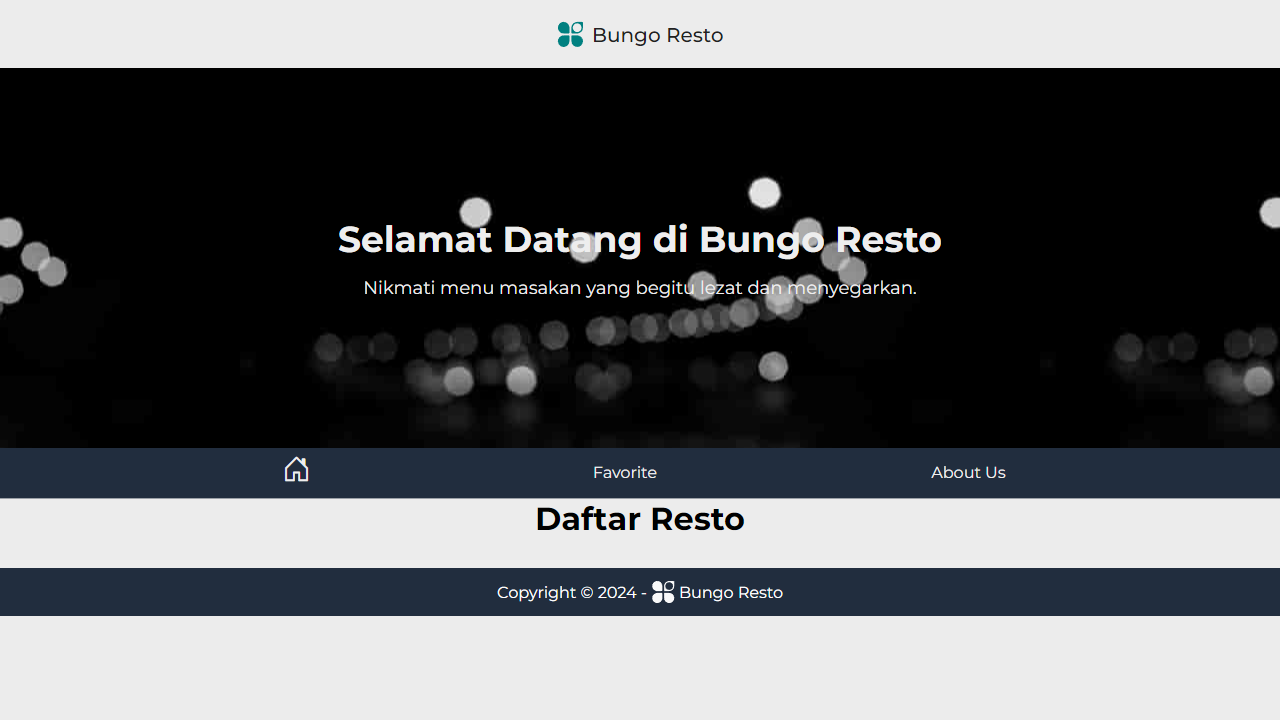 Bungo Resto
Selamat Datang di Bungo Resto
Nikmati menu masakan yang begitu lezat dan menyegarkan.
Favorite
About Us
Daftar Resto
Copyright © 2024 - Bungo Resto